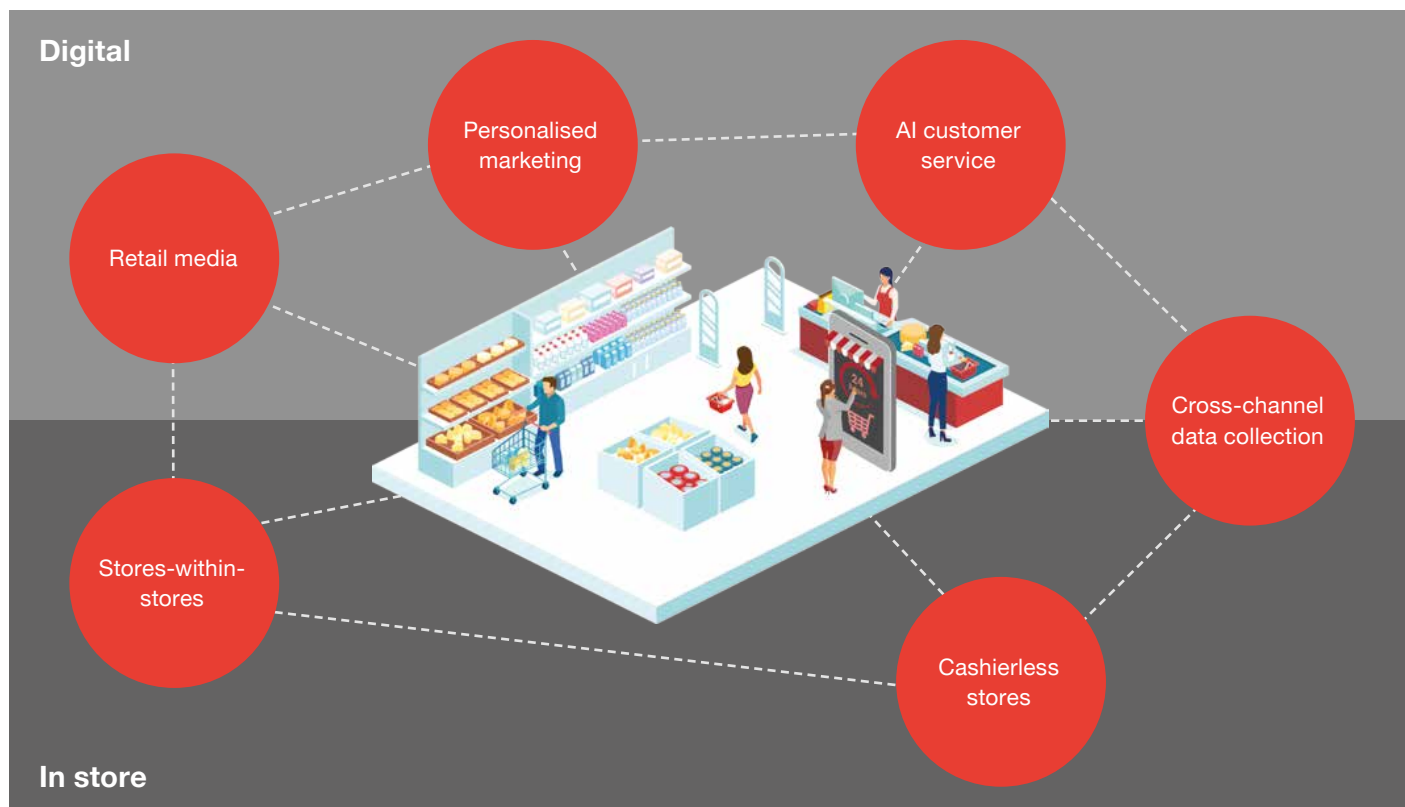 Digital
Personalised
marketing
AI customer
service
Retail media
24
Cross-channel
data collection
Stores-within-
stores
Cashierless
stores
In store